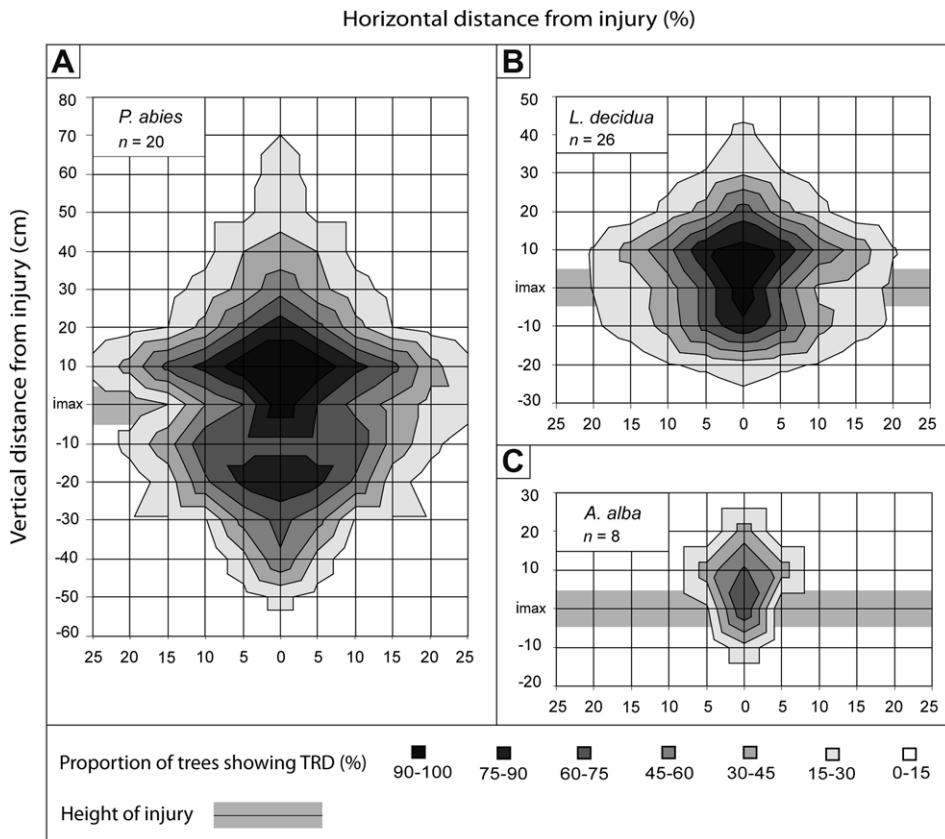 Horizontal distance from injury (%)
Vertical distance from injury (cm)
A
P. abies
n = 20
80
70
60
50
40
30
20
10
imax
-10
-20
-30
-40
-50
-60
25 20 15 10 5 0 5 10 15 20 25
B
L. decidua
n = 26
50
40
30
20
10
imax
-10
-20
-30
25 20 15 10 5 0 5 10 15 20 25
C
A. alba
n = 8
30
20
10
imax
-10
-20
25 20 15 10 5 0 5 10 15 20 25
Proportion of trees showing TRD (%)
90-100 75-90 60-75 45-60 30-45 15-30 0-15
Height of injury